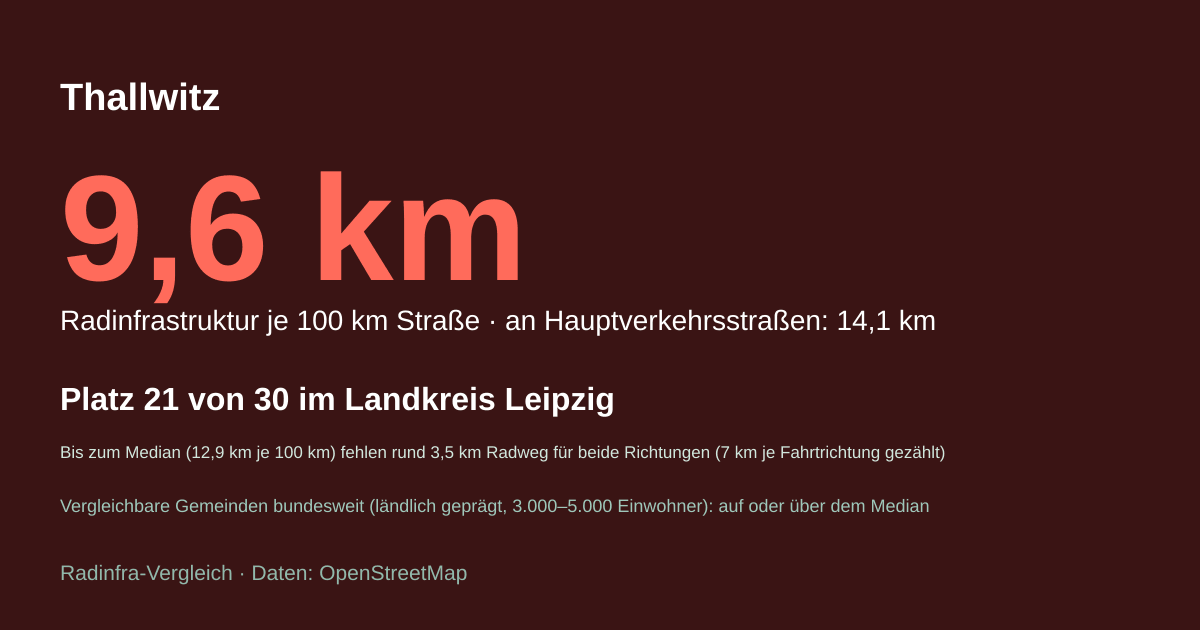 Thallwitz
9,6 km
Radinfrastruktur je 100 km Straße · an Hauptverkehrsstraßen: 14,1 km
Platz 21 von 30 im Landkreis Leipzig
Bis zum Median (12,9 km je 100 km) fehlen rund 3,5 km Radweg für beide Richtungen (7 km je Fahrtrichtung gezählt)
Vergleichbare Gemeinden bundesweit (ländlich geprägt, 3.000–5.000 Einwohner): auf oder über dem Median
Radinfra-Vergleich · Daten: OpenStreetMap